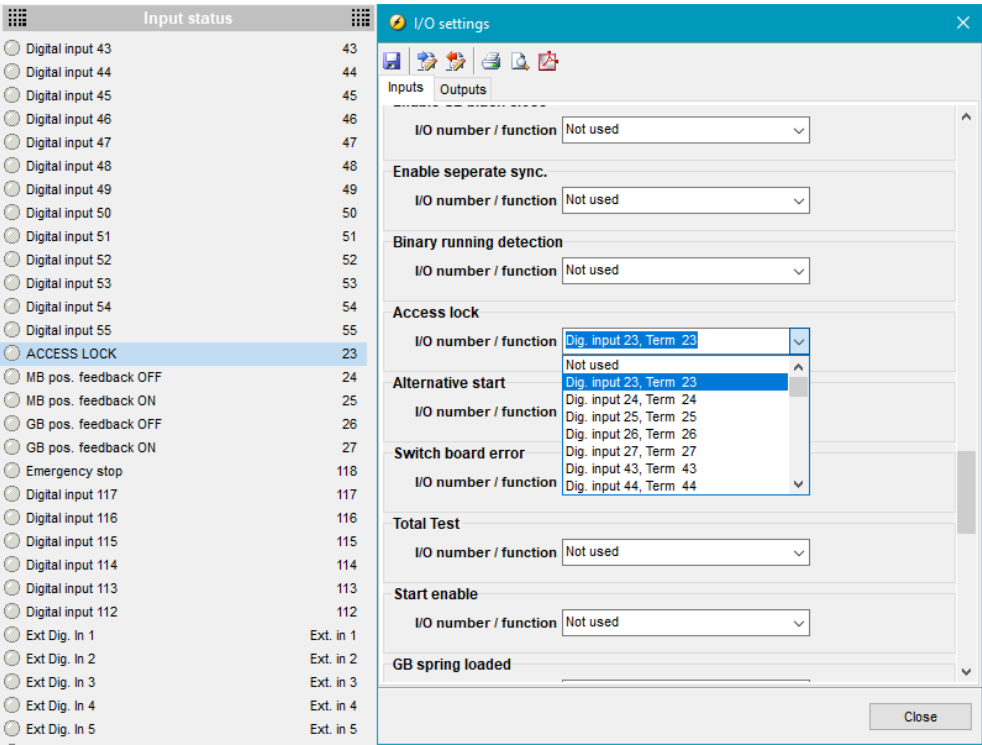 Input status
Digital input 43 43
Digital input 44 44
Digital input 45 45
Digital input 46 46
Digital input 47 47
Digital input 48 48
Digital input 49 49
Digital input 50 50
Digital input 51 51
Digital input 52 52
Digital input 53 53
Digital input 54 54
Digital input 55 55
ACCESS LOCK 23
MB pos. feedback OFF 24
MB pos. feedback ON 25
GB pos. feedback OFF 26
GB pos. feedback ON 27
Emergency stop 118
Digital input 117 117
Digital input 116 116
Digital input 115 115
Digital input 114 114
Digital input 113 113
Digital input 112 112
Ext Dig. In 1 Ext. in 1
Ext Dig. In 2 Ext. in 2
Ext Dig. In 3 Ext. in 3
Ext Dig. In 4 Ext. in 4
Ext Dig. In 5 Ext. in 5
I/O settings
Inputs Outputs
I/O number / function Not used
Enable seperate sync.
I/O number / function Not used
Binary running detection
I/O number / function Not used
Access lock
I/O number / function Dig. input 23, Term 23
Not used
Dig. input 23, Term 23
Dig. input 24, Term 24
Dig. input 25, Term 25
Dig. input 26, Term 26
Dig. input 27, Term 27
Dig. input 43, Term 43
Dig. input 44, Term 44
Alternative start
I/O number / function
Switch board error
I/O number / function
Total Test
I/O number / function Not used
Start enable
I/O number / function Not used
GB spring loaded
Close